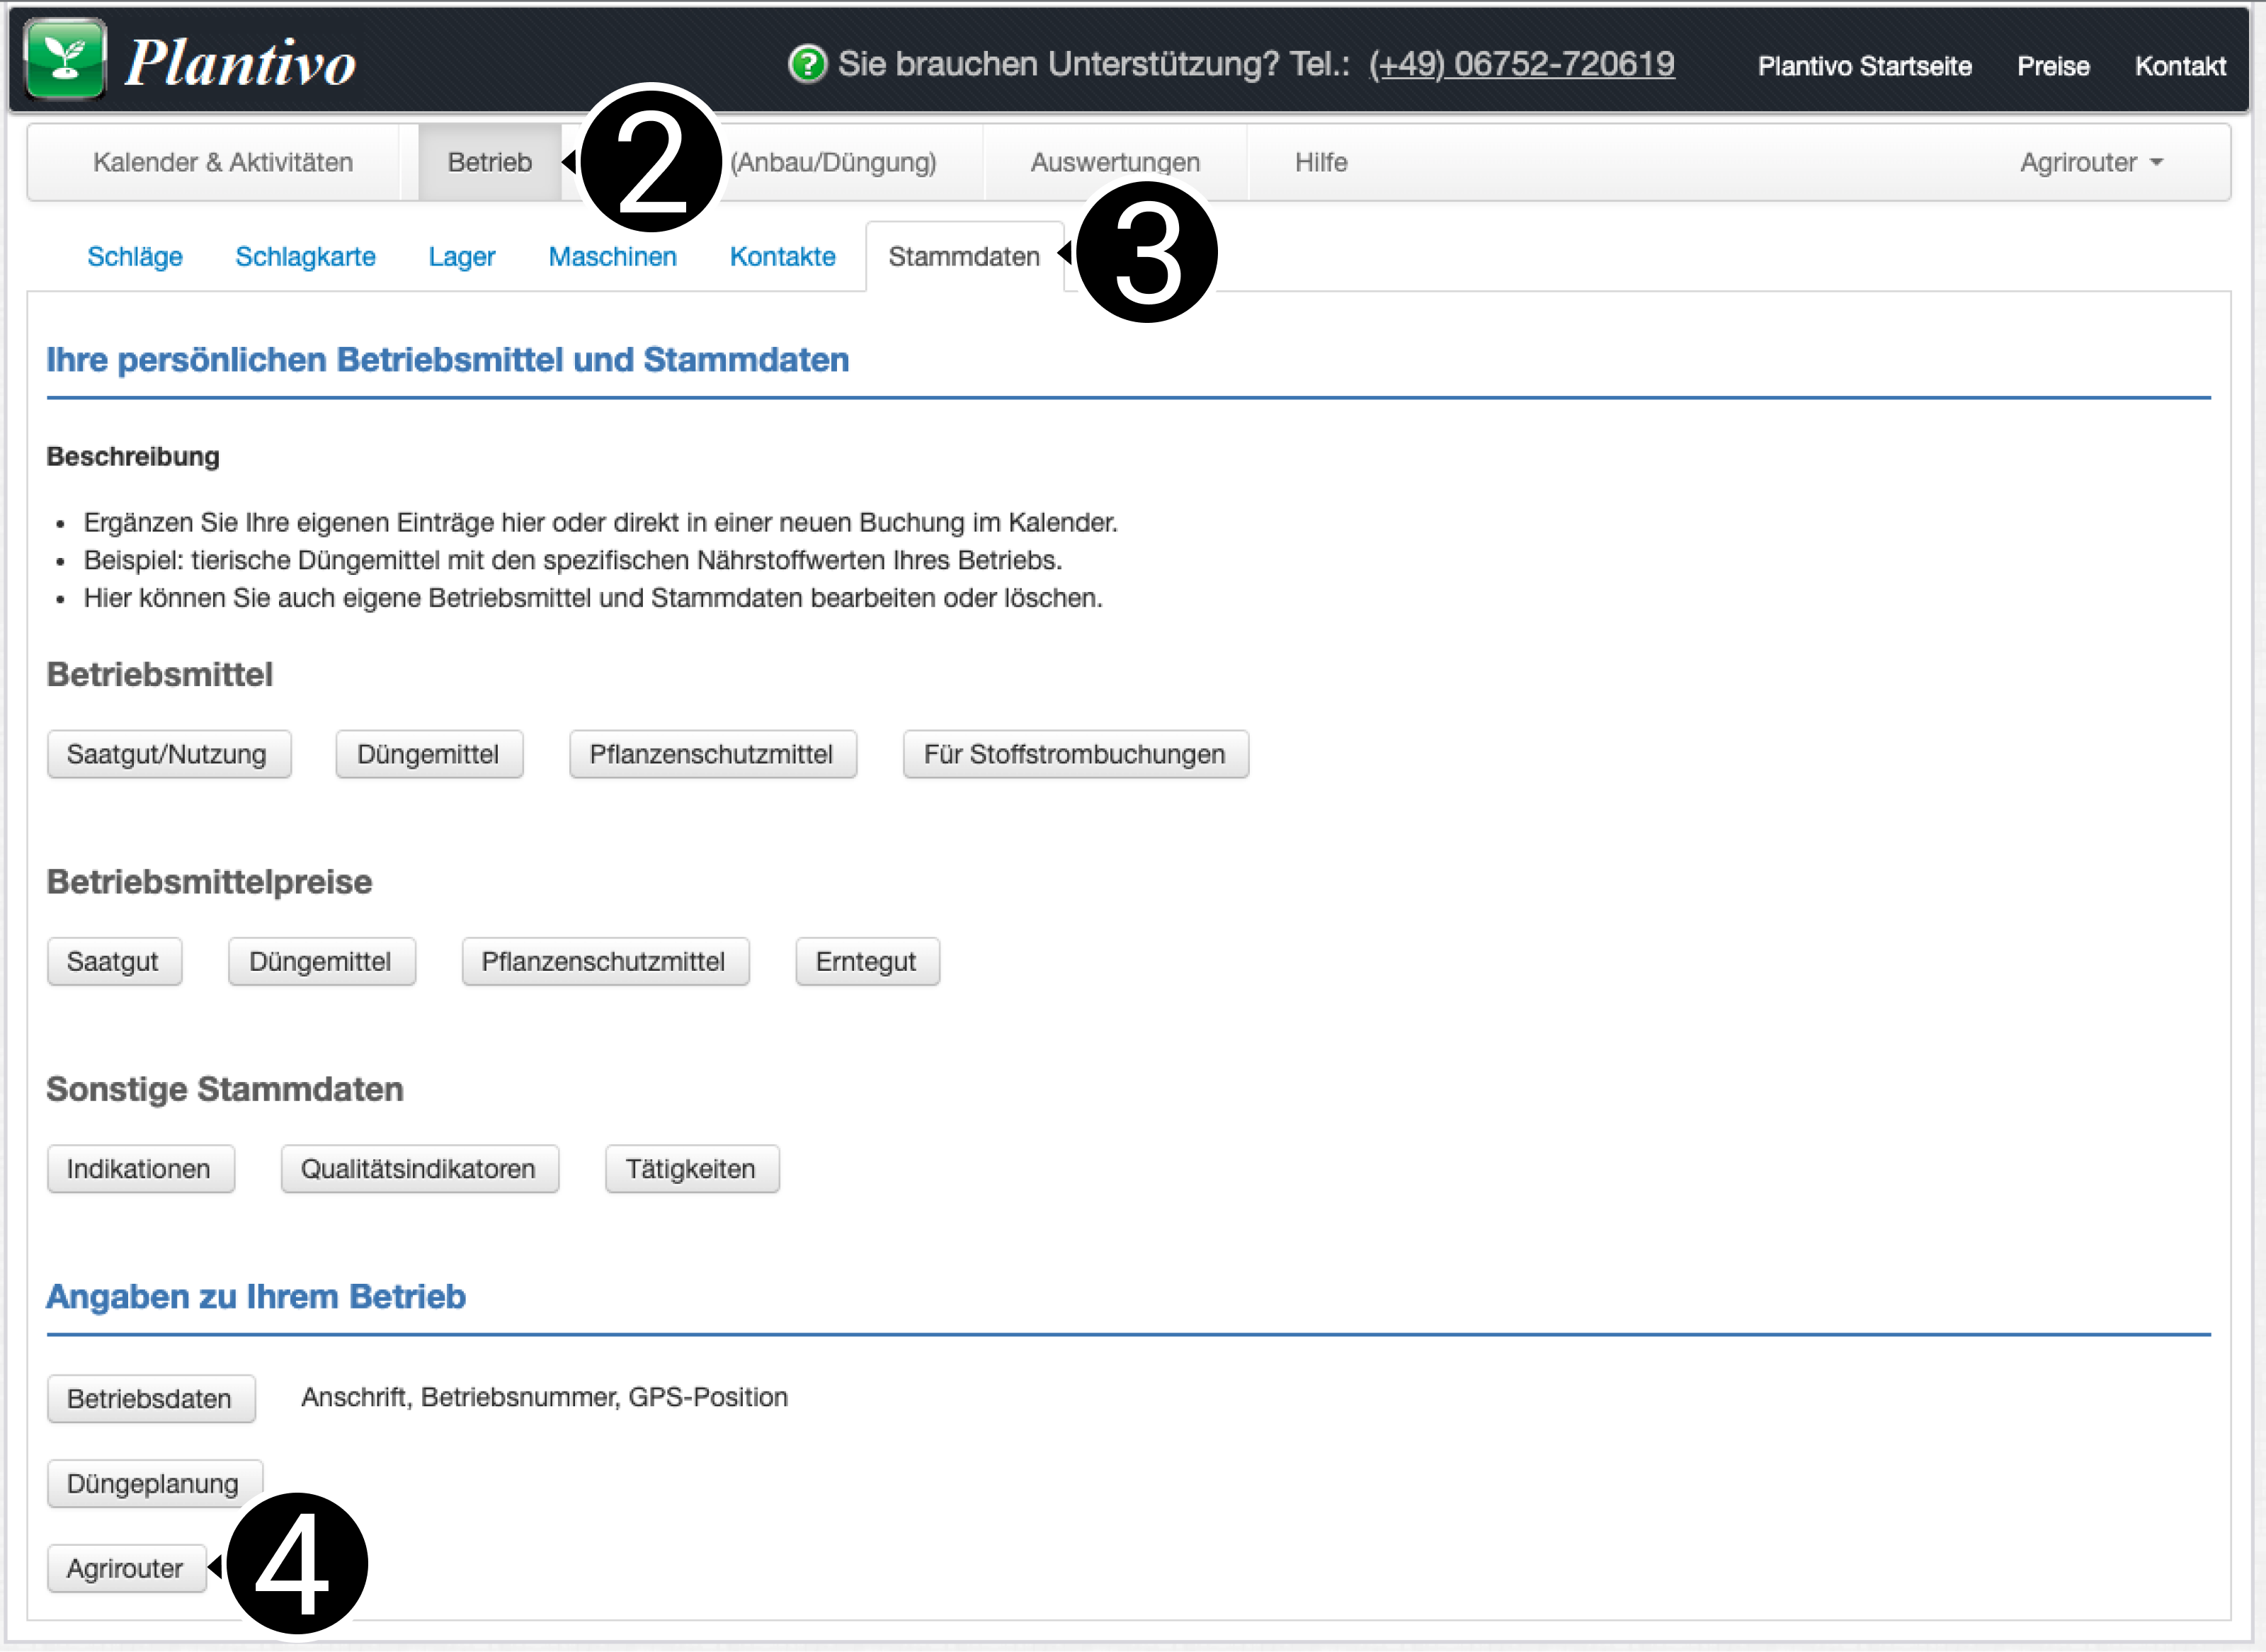 Plantivo
? Sie brauchen Unterstützung? Tel.: (+49) 06752-720619
Plantivo Startseite Preise Kontakt
Kalender & Aktivitäten Betrieb 2 (Anbau/Düngung) Auswertungen Hilfe Agrirouter
Schläge Schlagkarte Lager Maschinen Kontakte Stammdaten 3
Ihre persönlichen Betriebsmittel und Stammdaten
Beschreibung
• Ergänzen Sie Ihre eigenen Einträge hier oder direkt in einer neuen Buchung im Kalender.
• Beispiel: tierische Düngemittel mit den spezifischen Nährstoffwerten Ihres Betriebs.
• Hier können Sie auch eigene Betriebsmittel und Stammdaten bearbeiten oder löschen.
Betriebsmittel
Saatgut/Nutzung Düngemittel Pflanzenschutzmittel Für Stoffstrombuchungen
Betriebsmittelpreise
Saatgut Düngemittel Pflanzenschutzmittel Erntegut
Sonstige Stammdaten
Indikationen Qualitätsindikatoren Tätigkeiten
Angaben zu Ihrem Betrieb
Betriebsdaten Anschrift, Betriebsnummer, GPS-Position
Düngeplanung
Agrirouter 4